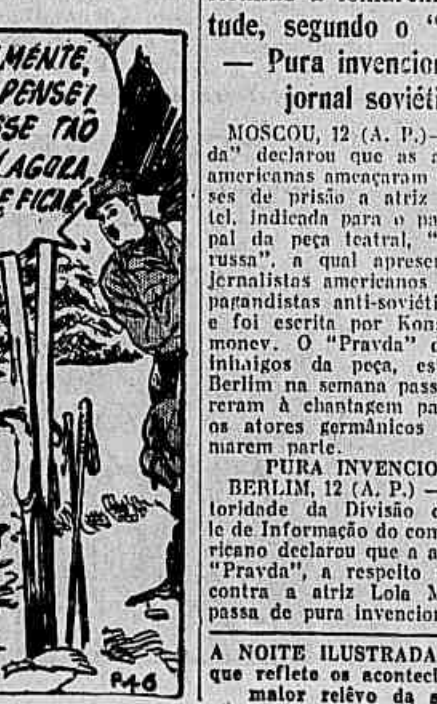 MENTE,
PENSEI
SSE TÃO
AGORA,
E FICAR
P46
tude, segundo o "
— Pura invencion
jornal soviéti
MOSCOU, 12 (A. P.)—
da" declarou que as a
americanas ameaçaram
ses de prisão a atriz
tel, indicada para o pa
pal da peça teatral, "
russa", a qual apresen
jornalistas americanos
pagandistas anti-soviéti
e foi escrita por Kons
monev. O "Pravda" d
inimigos da peça, es
Berlim na semana pass
reram à chantagem pa
os atores germânicos
marem parte.
PURA INVENCIO
BERLIM, 12 (A. P.) —
toridade da Divisão d
le de Informação do com
ricano declarou que a a
"Pravda", a respeito
contra a atriz Lola M
passa de pura invencion
A NOITE ILUSTRADA
que reflete os acontecí
maior relêvo da s